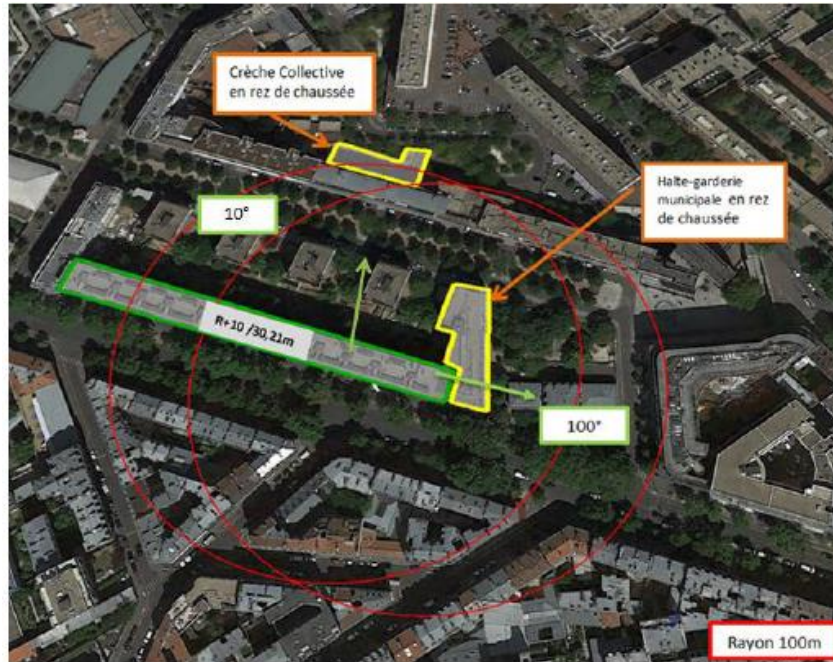 Crèche Collective
en rez de chaussée
Halte-garderie
municipale en rez
de chaussée
10°
R+10 /30,21m
100°
Rayon 100m